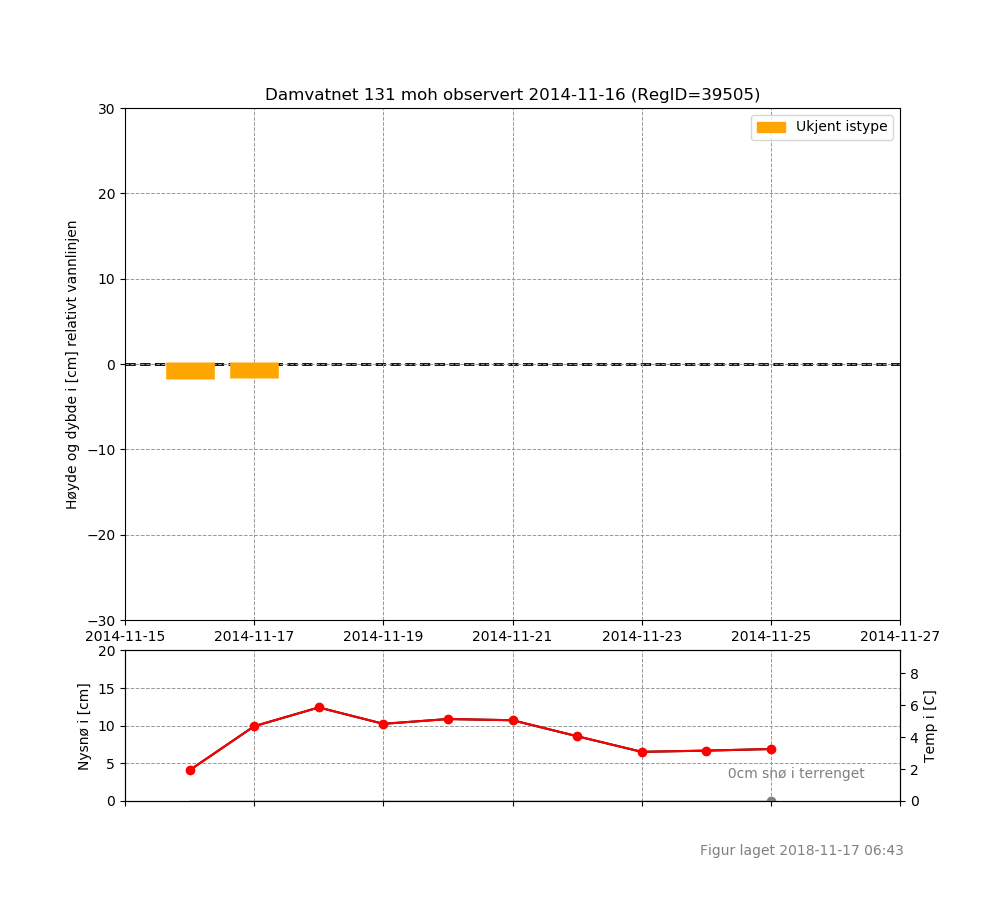 Damvatnet 131 moh observert 2014-11-16 (RegID=39505)
Ukjent istype
Høyde og dybde i [cm] relativt vannlinjen
30
20
10
0
−10
−20
−30
2014-11-15 2014-11-17 2014-11-19 2014-11-21 2014-11-23 2014-11-25 2014-11-27
Nysnø i [cm]
20
15
10
5
0
8
6
4
2
0
Temp i [C]
0cm snø i terrenget
Figur laget 2018-11-17 06:43